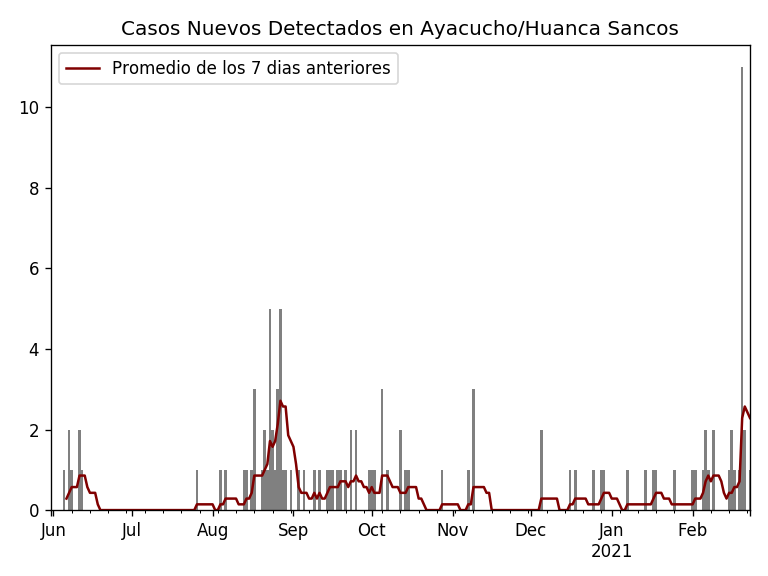 Casos Nuevos Detectados en Ayacucho/Huanca Sancos
Promedio de los 7 dias anteriores
10
8
6
4
2
0
Jun Jul Aug Sep Oct Nov Dec Jan Feb
2021